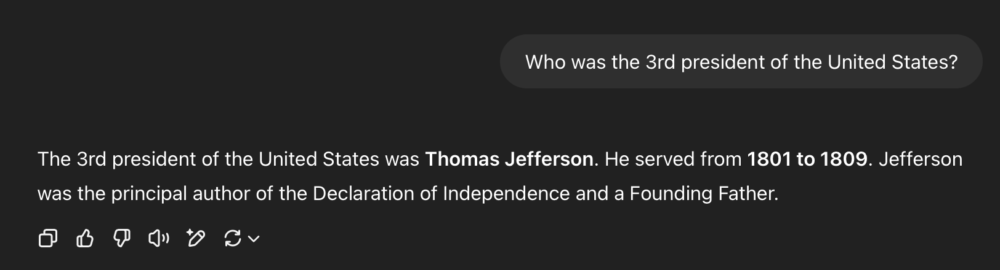 Who was the 3rd president of the United States?
The 3rd president of the United States was Thomas Jefferson. He served from 1801 to 1809. Jefferson
was the principal author of the Declaration of Independence and a Founding Father.